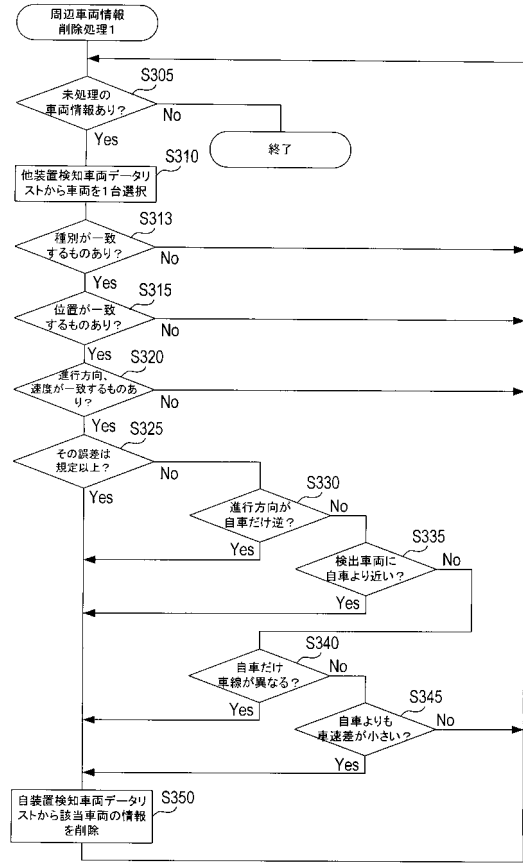 周辺車両情報
削除処理1
S305
未処理の
車両情報あり?
No
Yes
終了
S310
他装置検知車両データリ
ストから車両を1台選択
S313
種別が一致
するものあり?
No
Yes
S315
位置が一致
するものあり?
No
Yes
S320
進行方向、
速度が一致するものあ
り?
No
Yes
S325
その誤差は
規定以上?
No
Yes
S330
進行方向が
自車だけ逆?
No
Yes
S335
検出車両に
自車より近い?
No
Yes
S340
自車だけ
車線が異なる?
No
Yes
S345
自車よりも
車速差が小さい?
No
Yes
S350
自装置検知車両データリ
ストから該当車両の情報
を削除